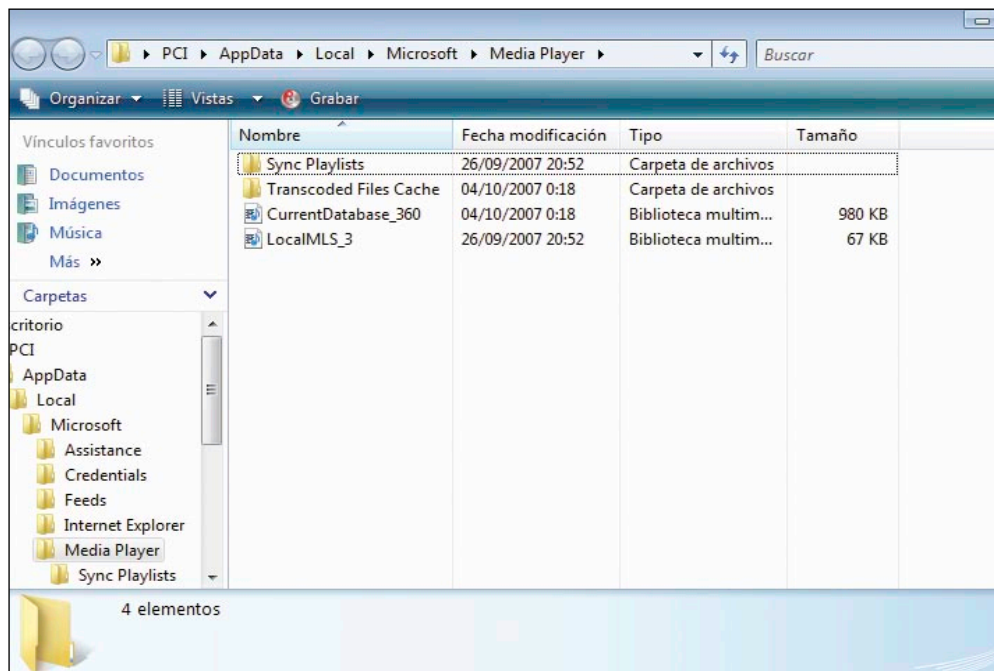 PCI AppData Local Microsoft Media Player Buscar
Organizar Vistas Grabar
Vínculos favoritos
Documentos
Imágenes
Música
Más »
Carpetas
critorio
PCI
AppData
Local
Microsoft
Assistance
Credentials
Feeds
Internet Explorer
Media Player
Sync Playlists
Nombre Fecha modificación Tipo Tamaño
Sync Playlists 26/09/2007 20:52 Carpeta de archivos
Transcoded Files Cache 04/10/2007 0:18 Carpeta de archivos
CurrentDatabase_360 04/10/2007 0:18 Biblioteca multim... 980 KB
LocalMLS_3 26/09/2007 20:52 Biblioteca multim... 67 KB
4 elementos